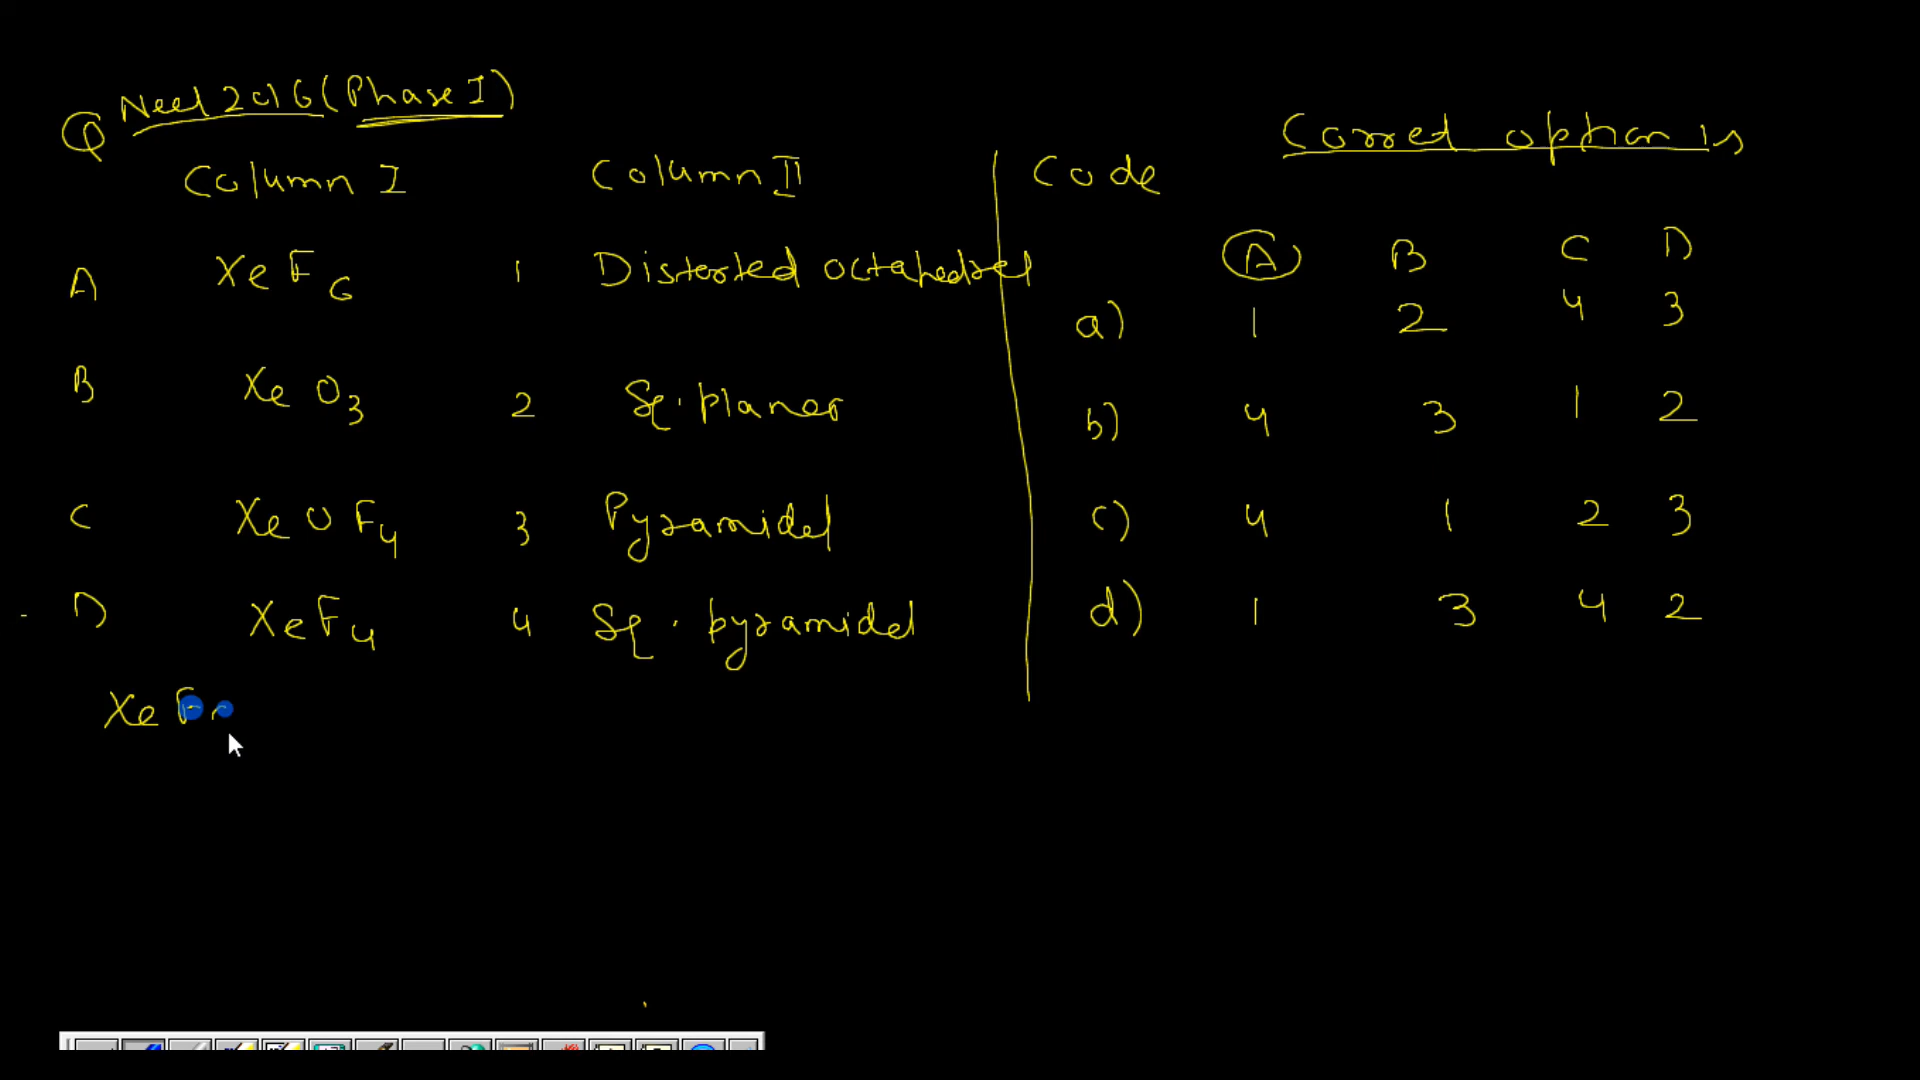 Q Neet 2016 (Phase I)
Column I Column II Code Correct option is
A B C D
A XeF6 1 Distorted octahedral a) 1 2 4 3
B XeO3 2 Sq. planar b) 4 3 1 2
C XeOF4 3 Pyramidal c) 4 1 2 3
D XeF4 4 Sq. pyramidal d) 1 3 4 2
XeF